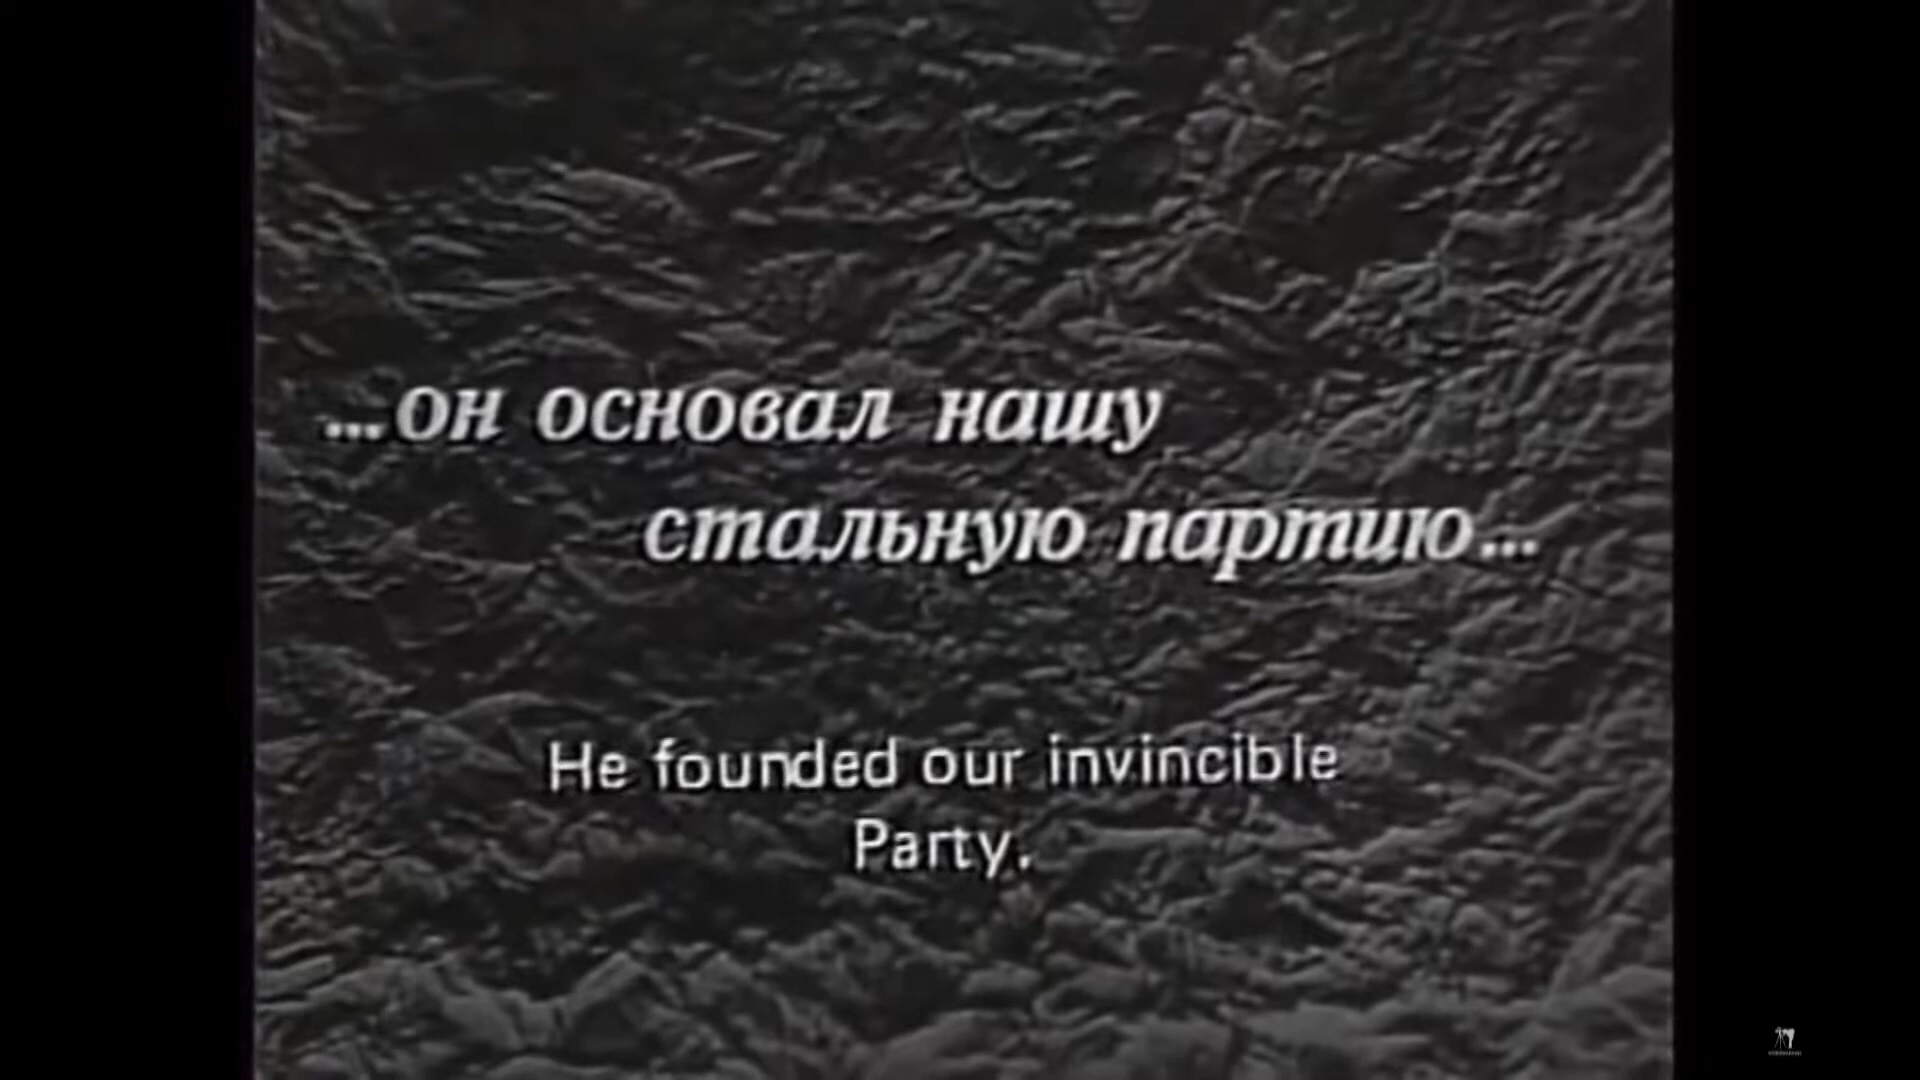 ...он основал нашу
стальную партию...
He founded our invincible
Party.